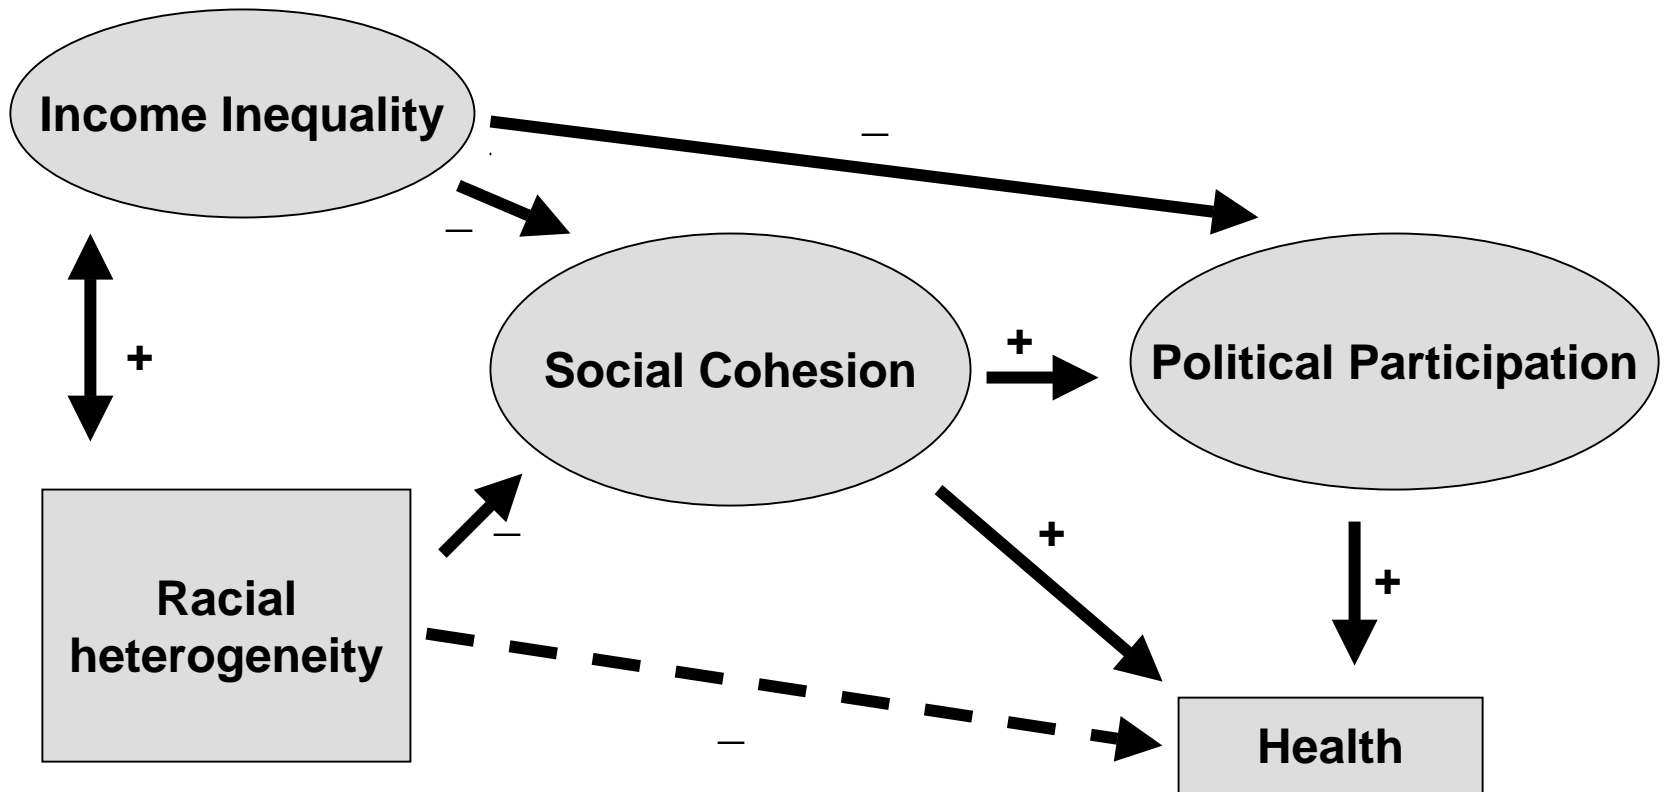 Income Inequality
–
–
+
Social Cohesion
+
Political Participation
–
+
+
Racial
heterogeneity
–
Health